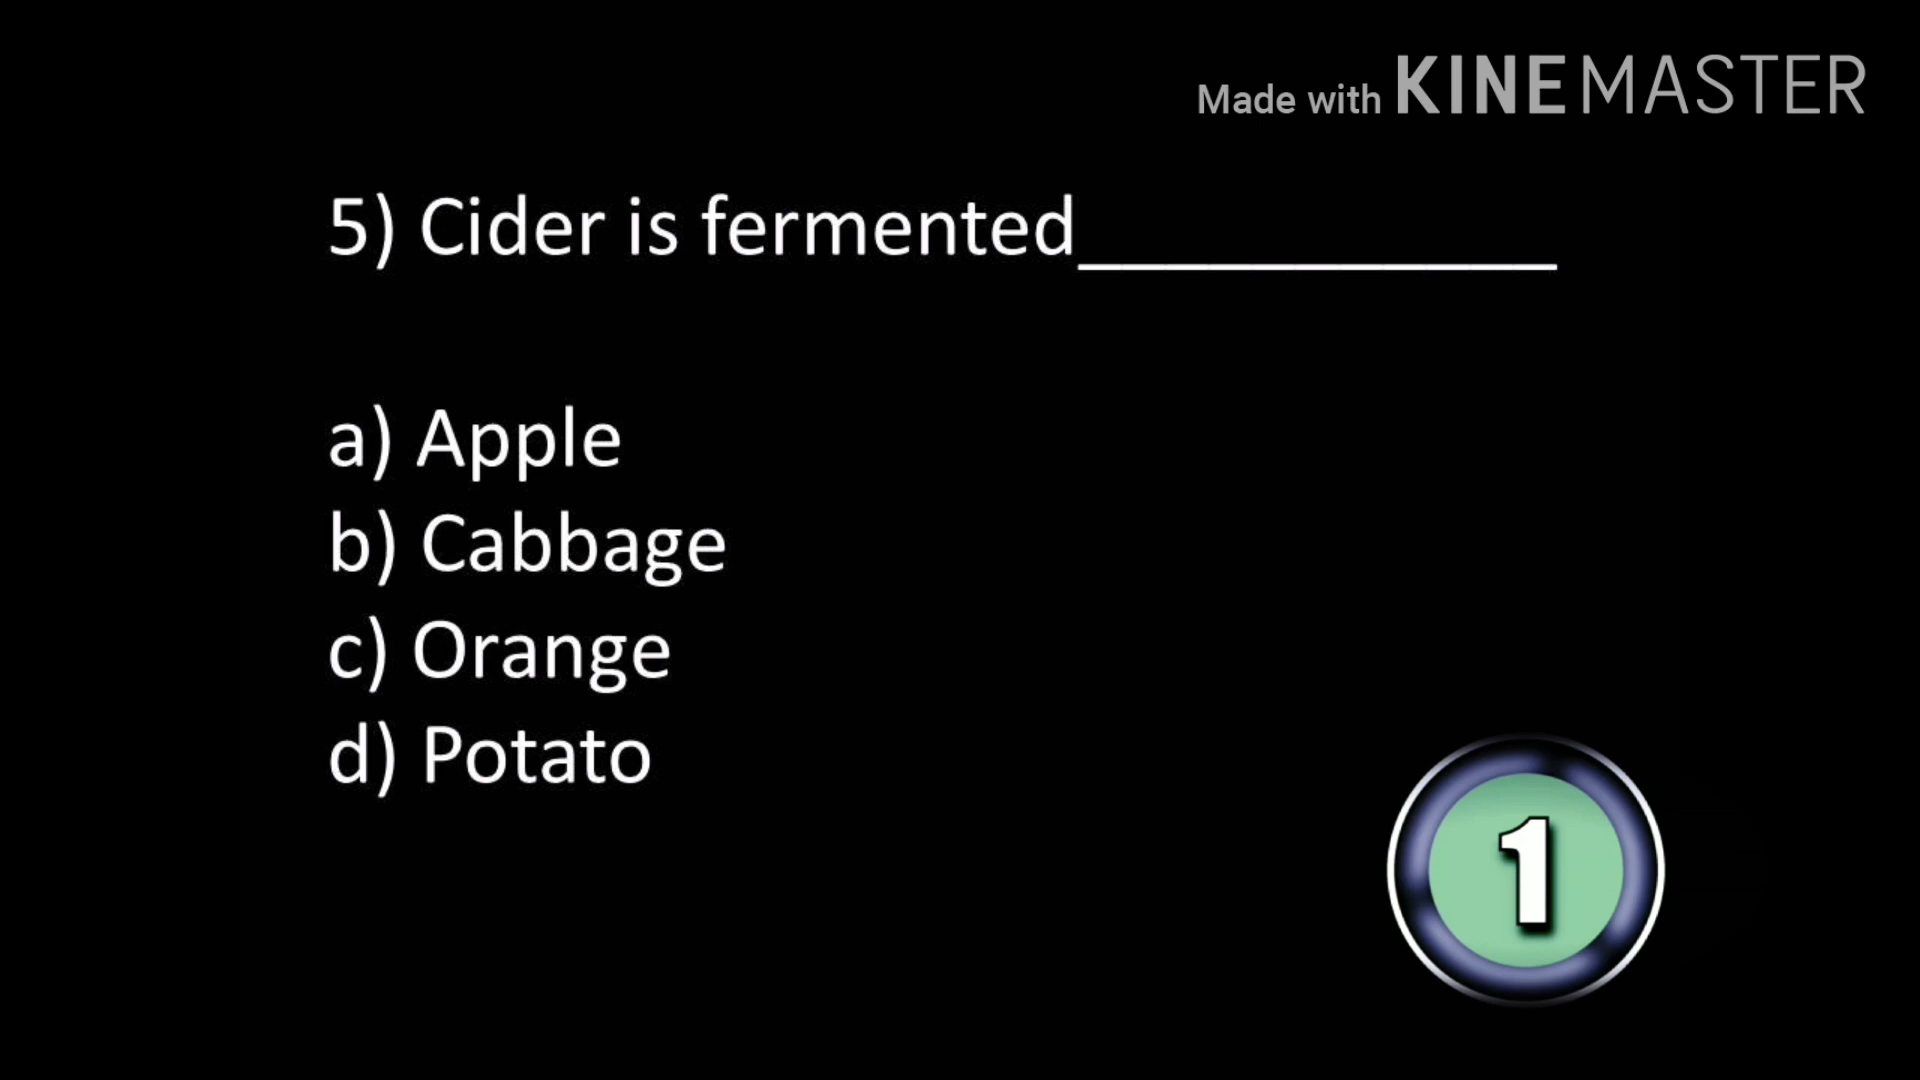 Made with KINEMASTER
5) Cider is fermented___________
a) Apple
b) Cabbage
c) Orange
d) Potato
1